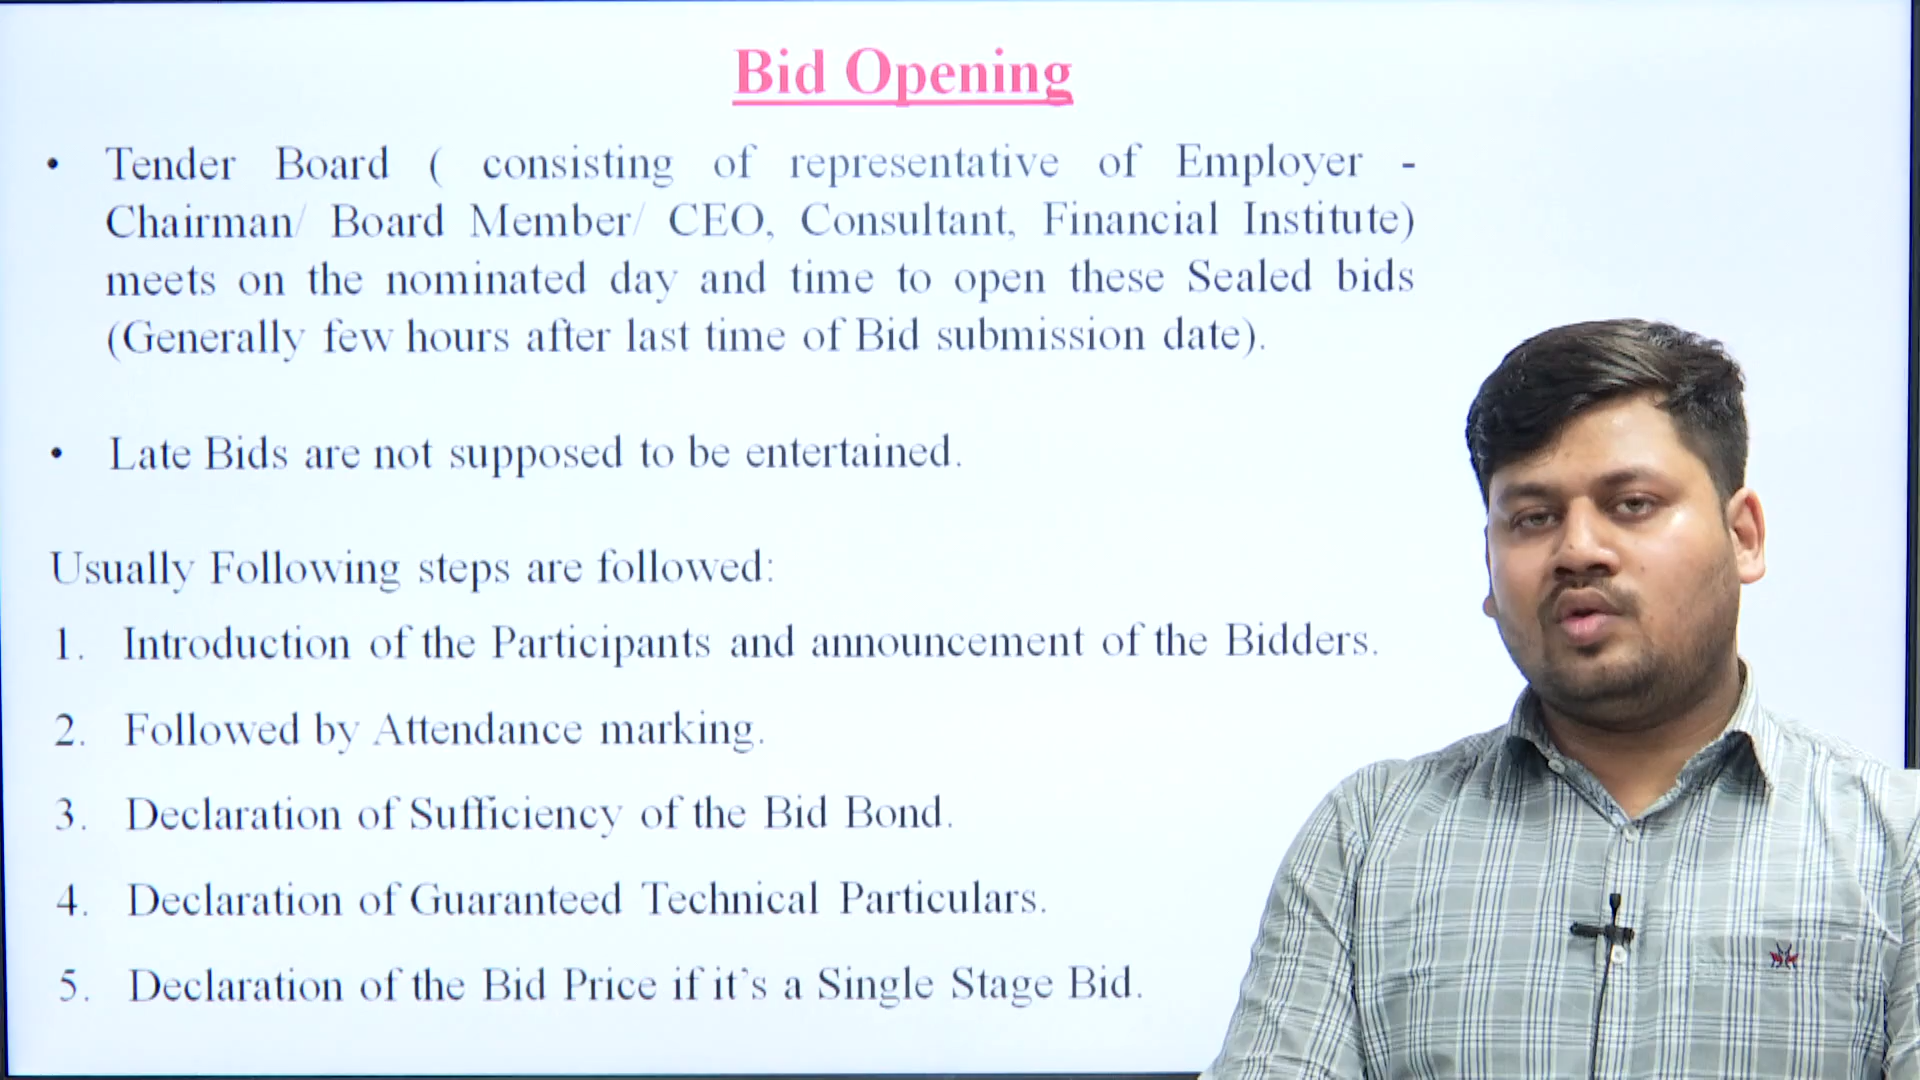 Bid Opening
• Tender Board ( consisting of representative of Employer -
Chairman/ Board Member/ CEO, Consultant, Financial Institute)
meets on the nominated day and time to open these Sealed bids
(Generally few hours after last time of Bid submission date).
• Late Bids are not supposed to be entertained.
Usually Following steps are followed:
1. Introduction of the Participants and announcement of the Bidders.
2. Followed by Attendance marking.
3. Declaration of Sufficiency of the Bid Bond.
4. Declaration of Guaranteed Technical Particulars.
5. Declaration of the Bid Price if it's a Single Stage Bid.